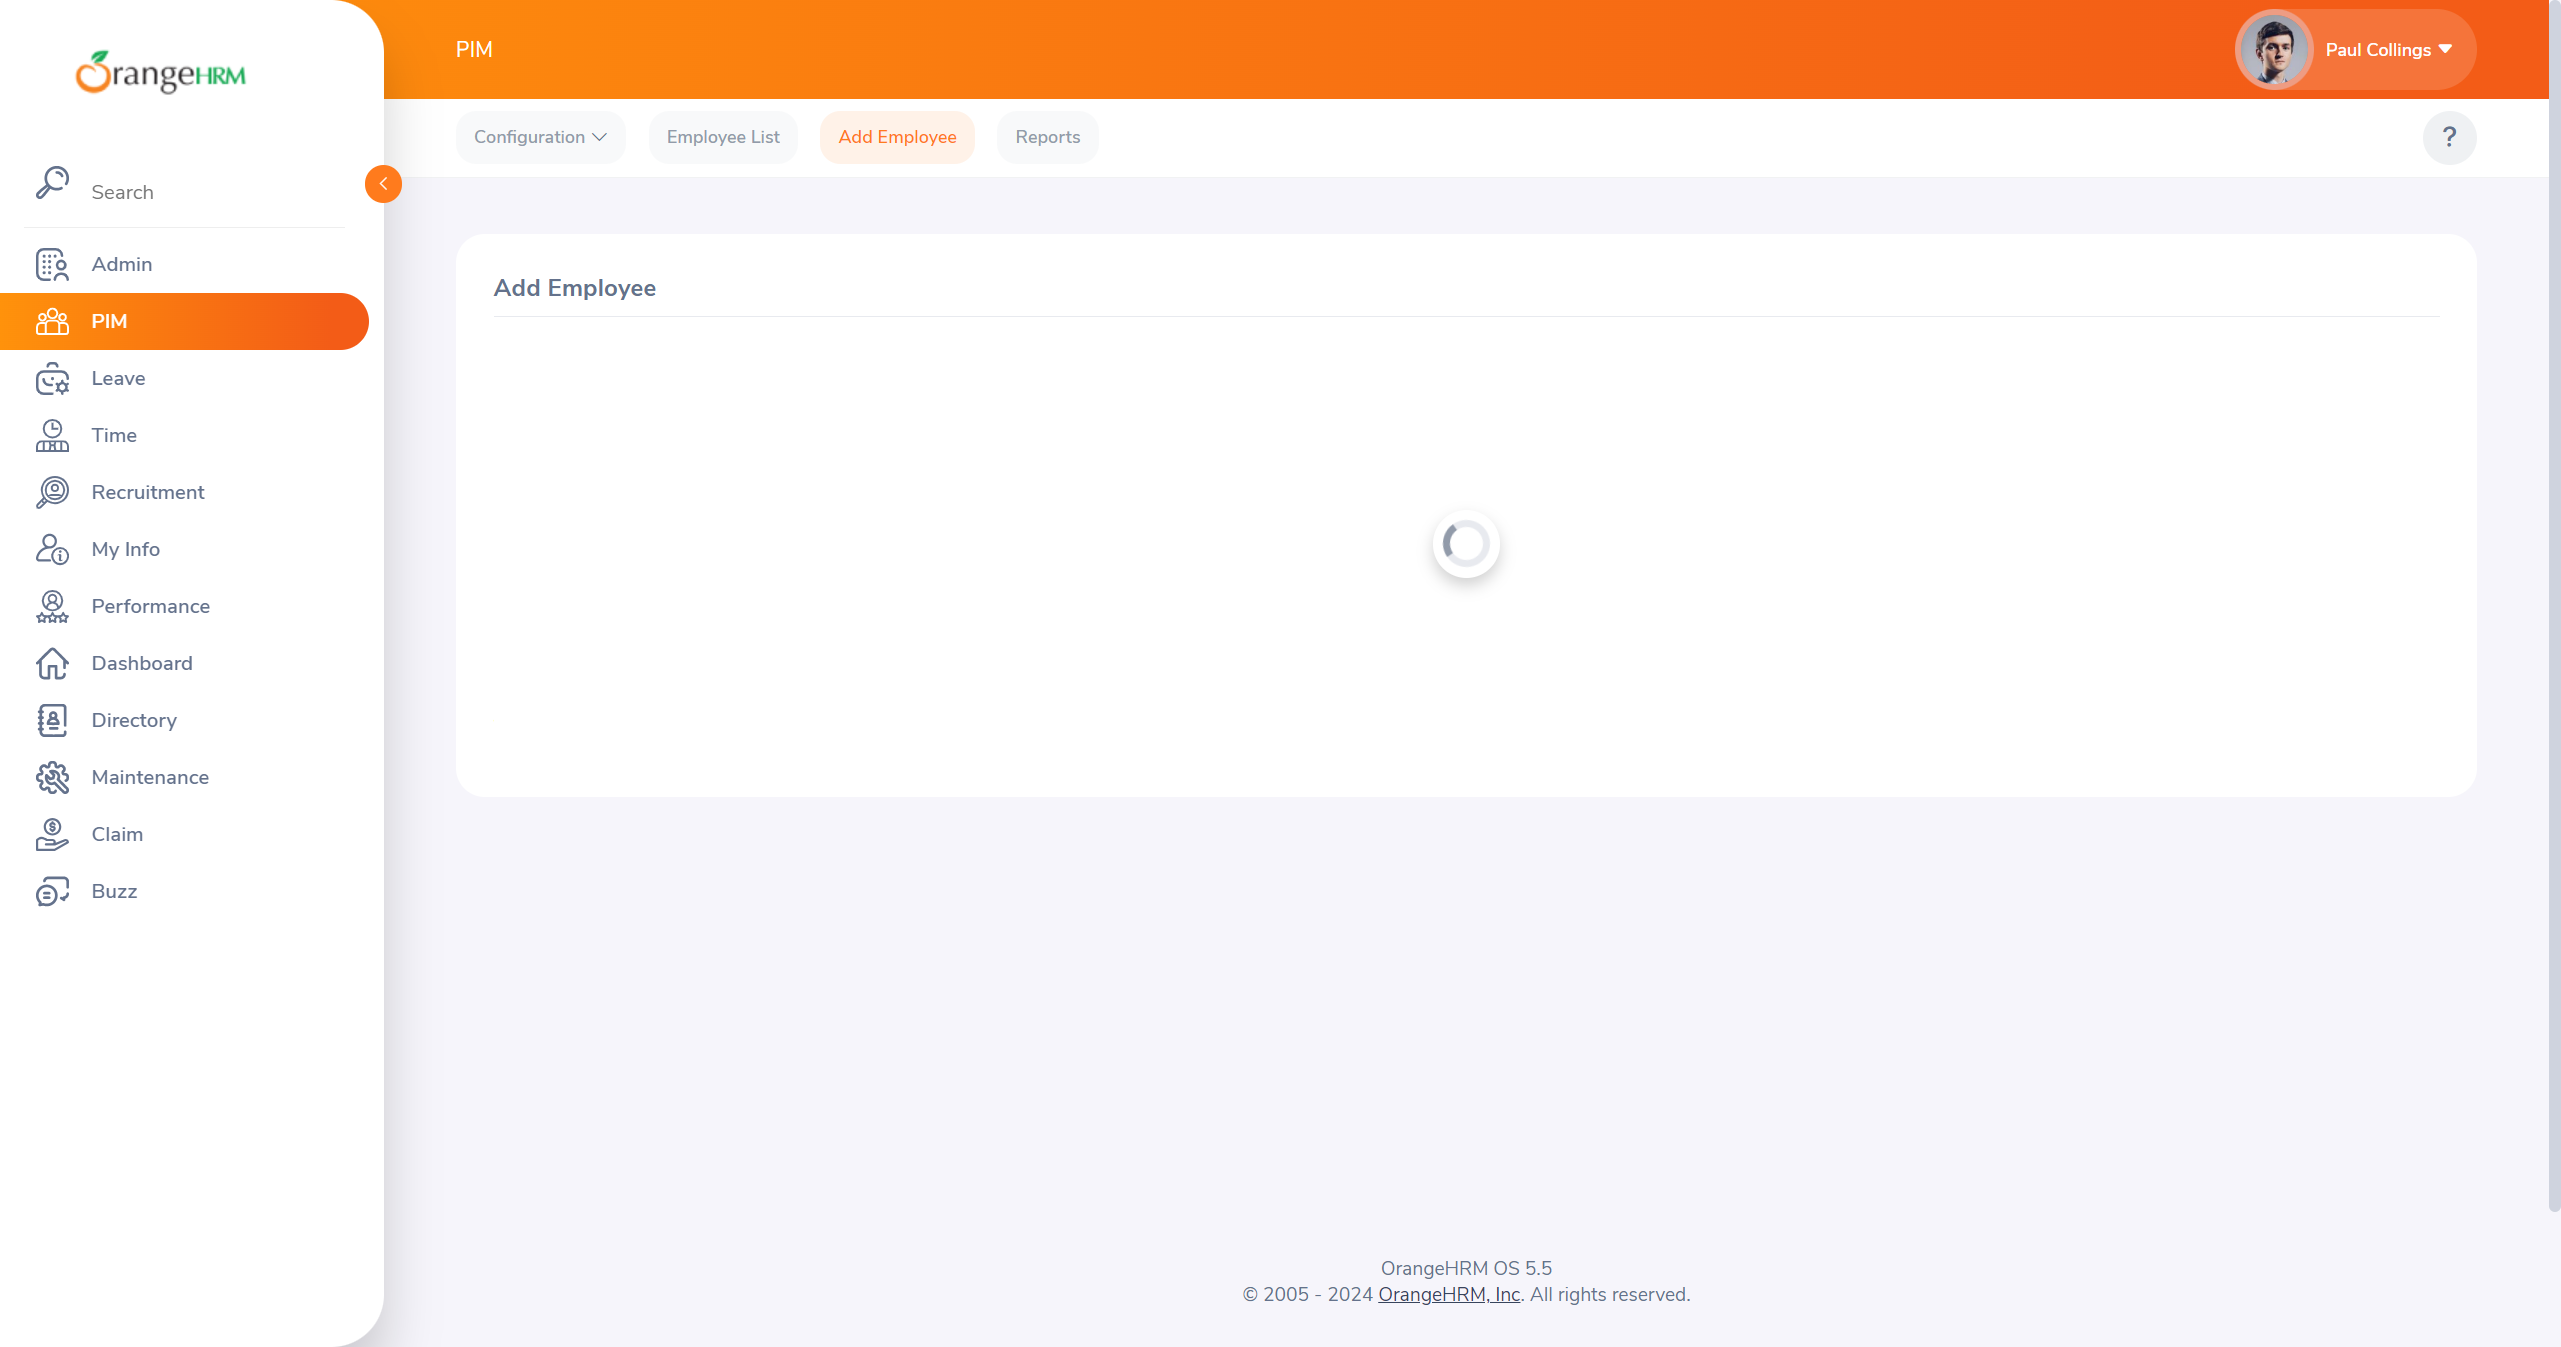 OrangeHRM
PIM
Paul Collings
Configuration
Employee List
Add Employee
Reports
?
Search
Admin
PIM
Leave
Time
Recruitment
My Info
Performance
Dashboard
Directory
Maintenance
Claim
Buzz
Add Employee
OrangeHRM OS 5.5
© 2005 - 2024 OrangeHRM, Inc. All rights reserved.